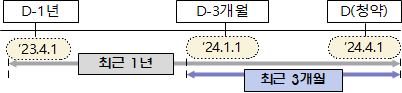 D-1년 D-3개월 D(청약)
'23.4.1 '24.1.1 '24.4.1
최근 1년
최근 3개월